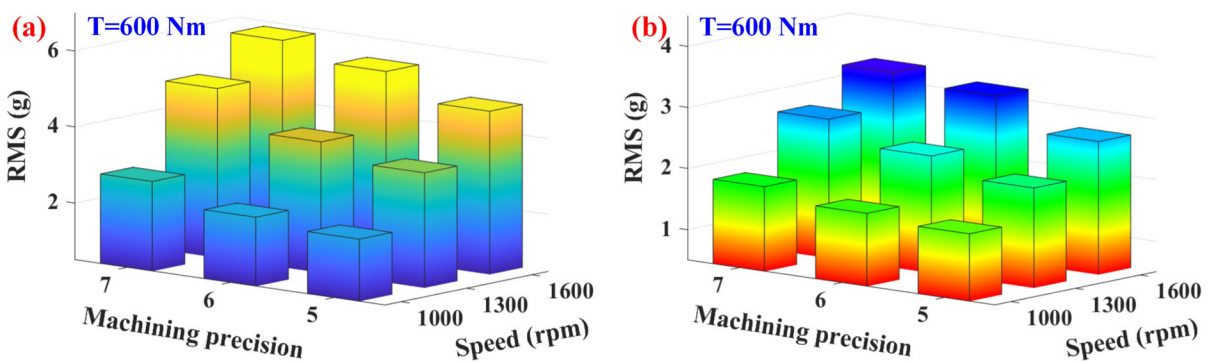 (a) T=600 Nm
6
4
2
RMS (g)
7
6
5
Machining precision
1000
1300
1600
Speed (rpm)
(b) T=600 Nm
4
3
2
1
RMS (g)
7
6
5
Machining precision
1000
1300
1600
Speed (rpm)